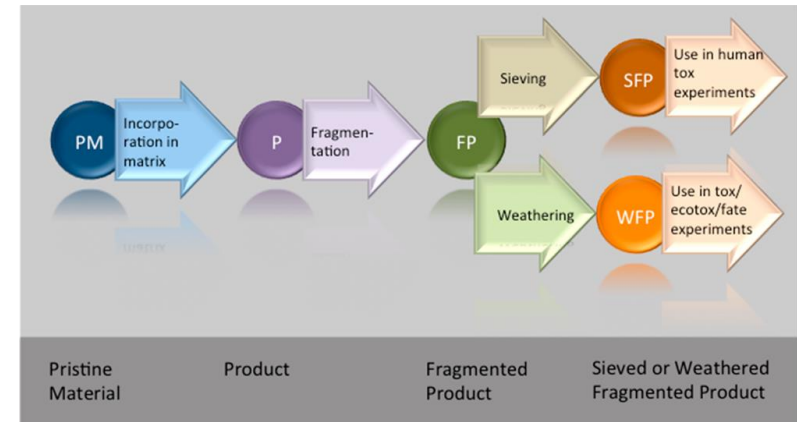 PM
Incorpo-
ration in
matrix
P
Fragmen-
tation
FP
Sieving
SFP
Use in human
tox
experiments
Weathering
WFP
Use in tox/
ecotox/fate
experiments
Pristine
Material
Product
Fragmented
Product
Sieved or Weathered
Fragmented Product